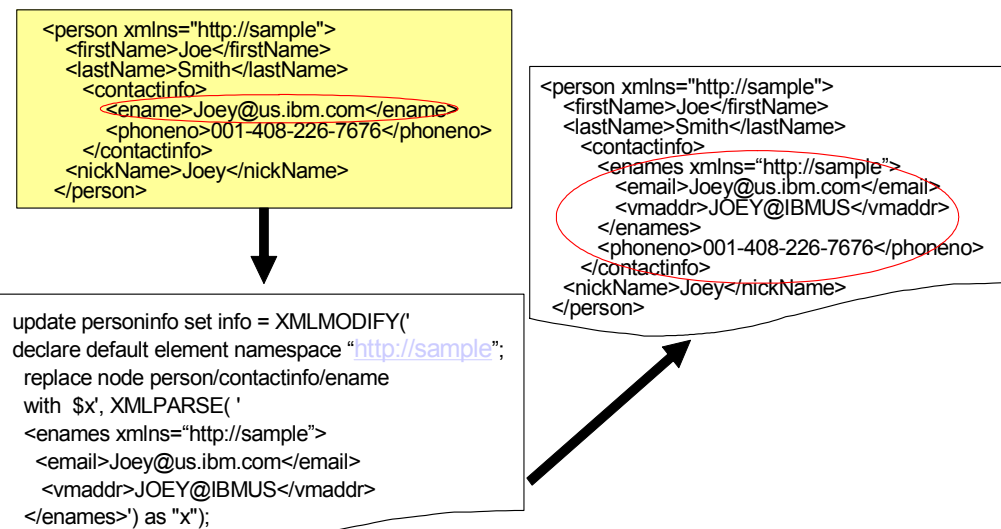 <person xmlns="http://sample">
<firstName>Joe</firstName>
<lastName>Smith</lastName>
<contactinfo>
<ename>Joey@us.ibm.com</ename>
<phoneno>001-408-226-7676</phoneno>
</contactinfo>
<nickName>Joey</nickName>
</person>
update personinfo set info = XMLMODIFY('
declare default element namespace “http://sample”;
replace node person/contactinfo/ename
with $x', XMLPARSE( '
<enames xmlns=“http://sample”>
<email>Joey@us.ibm.com</email>
<vmaddr>JOEY@IBMUS</vmaddr>
</enames>') as "x");
<person xmlns="http://sample">
<firstName>Joe</firstName>
<lastName>Smith</lastName>
<contactinfo>
<enames xmlns=“http://sample”>
<email>Joey@us.ibm.com</email>
<vmaddr>JOEY@IBMUS</vmaddr>
</enames>
<phoneno>001-408-226-7676</phoneno>
</contactinfo>
<nickName>Joey</nickName>
</person>